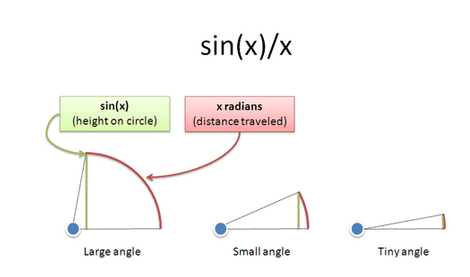 sin(x)/x
sin(x)
(height on circle)
x radians
(distance traveled)
Large angle
Small angle
Tiny angle